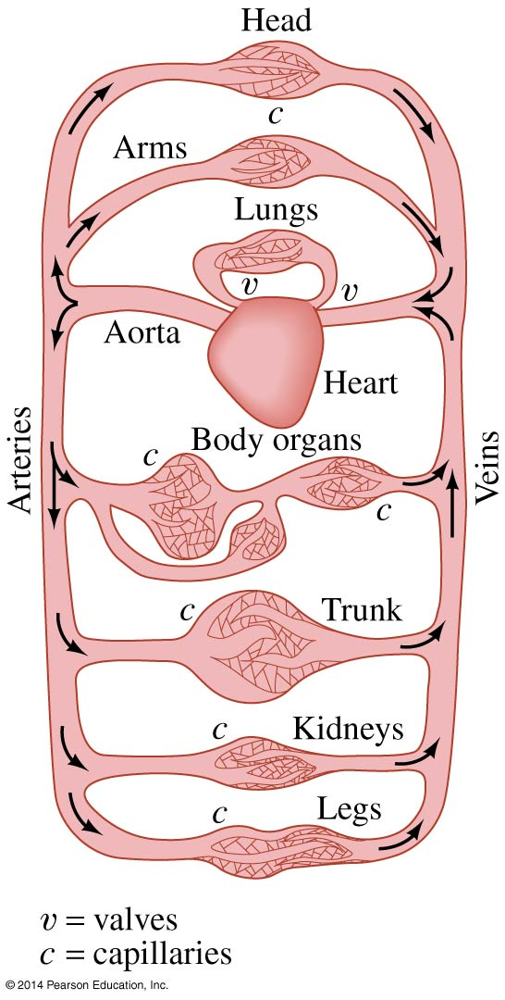 Head
c
Arms
Lungs
v
v
Aorta
Heart
Arteries
Veins
Body organs
c
c
c
Trunk
c
Kidneys
c
Legs
v = valves
c = capillaries
© 2014 Pearson Education, Inc.